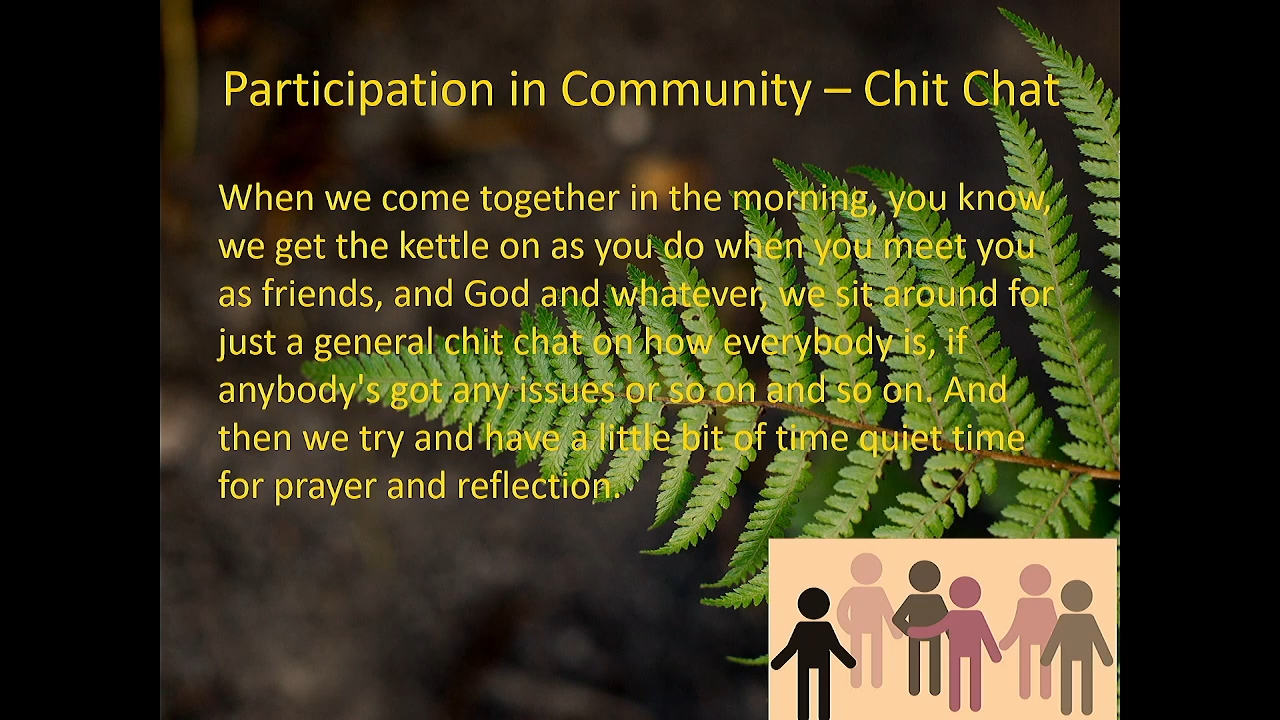 Participation in Community – Chit Chat
When we come together in the morning, you know,
we get the kettle on as you do when you meet you
as friends, and God and whatever, we sit around for
just a general chit chat on how everybody is, if
anybody's got any issues or so on and so on. And
then we try and have a little bit of time quiet time
for prayer and reflection.